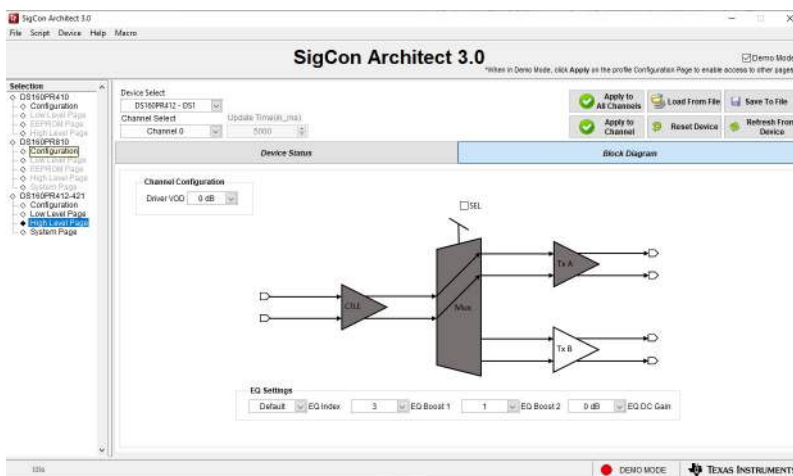 SigCon Architect 3.0
File Script Device Help Macro
SigCon Architect 3.0
Demo Mode
*When in Demo Mode, click Apply on the profile Configuration Page to enable access to other pages
Selection
DS160PR410
Configuration
Low Level Page
EEPROM Page
High Level Page
DS160PR810
Configuration
Low Level Page
EEPROM Page
High Level Page
System Page
DS160PR412-421
Configuration
Low Level Page
High Level Page
System Page
Device Select
DS160PR412 - DS1
Channel Select
Channel 0
Update Time(in_ms)
5000
Apply to All Channels
Load From File
Save To File
Apply to Channel
Reset Device
Refresh From Device
Device Status
Block Diagram
Channel Configuration
Driver VOD 0 dB
SEL
CTLE
Mux
Tx A
Tx B
EQ Settings
Default EQ Index 3 EQ Boost 1 1 EQ Boost 2 0 dB EQ DC Gain
Idle
DEMO MODE
TEXAS INSTRUMENTS